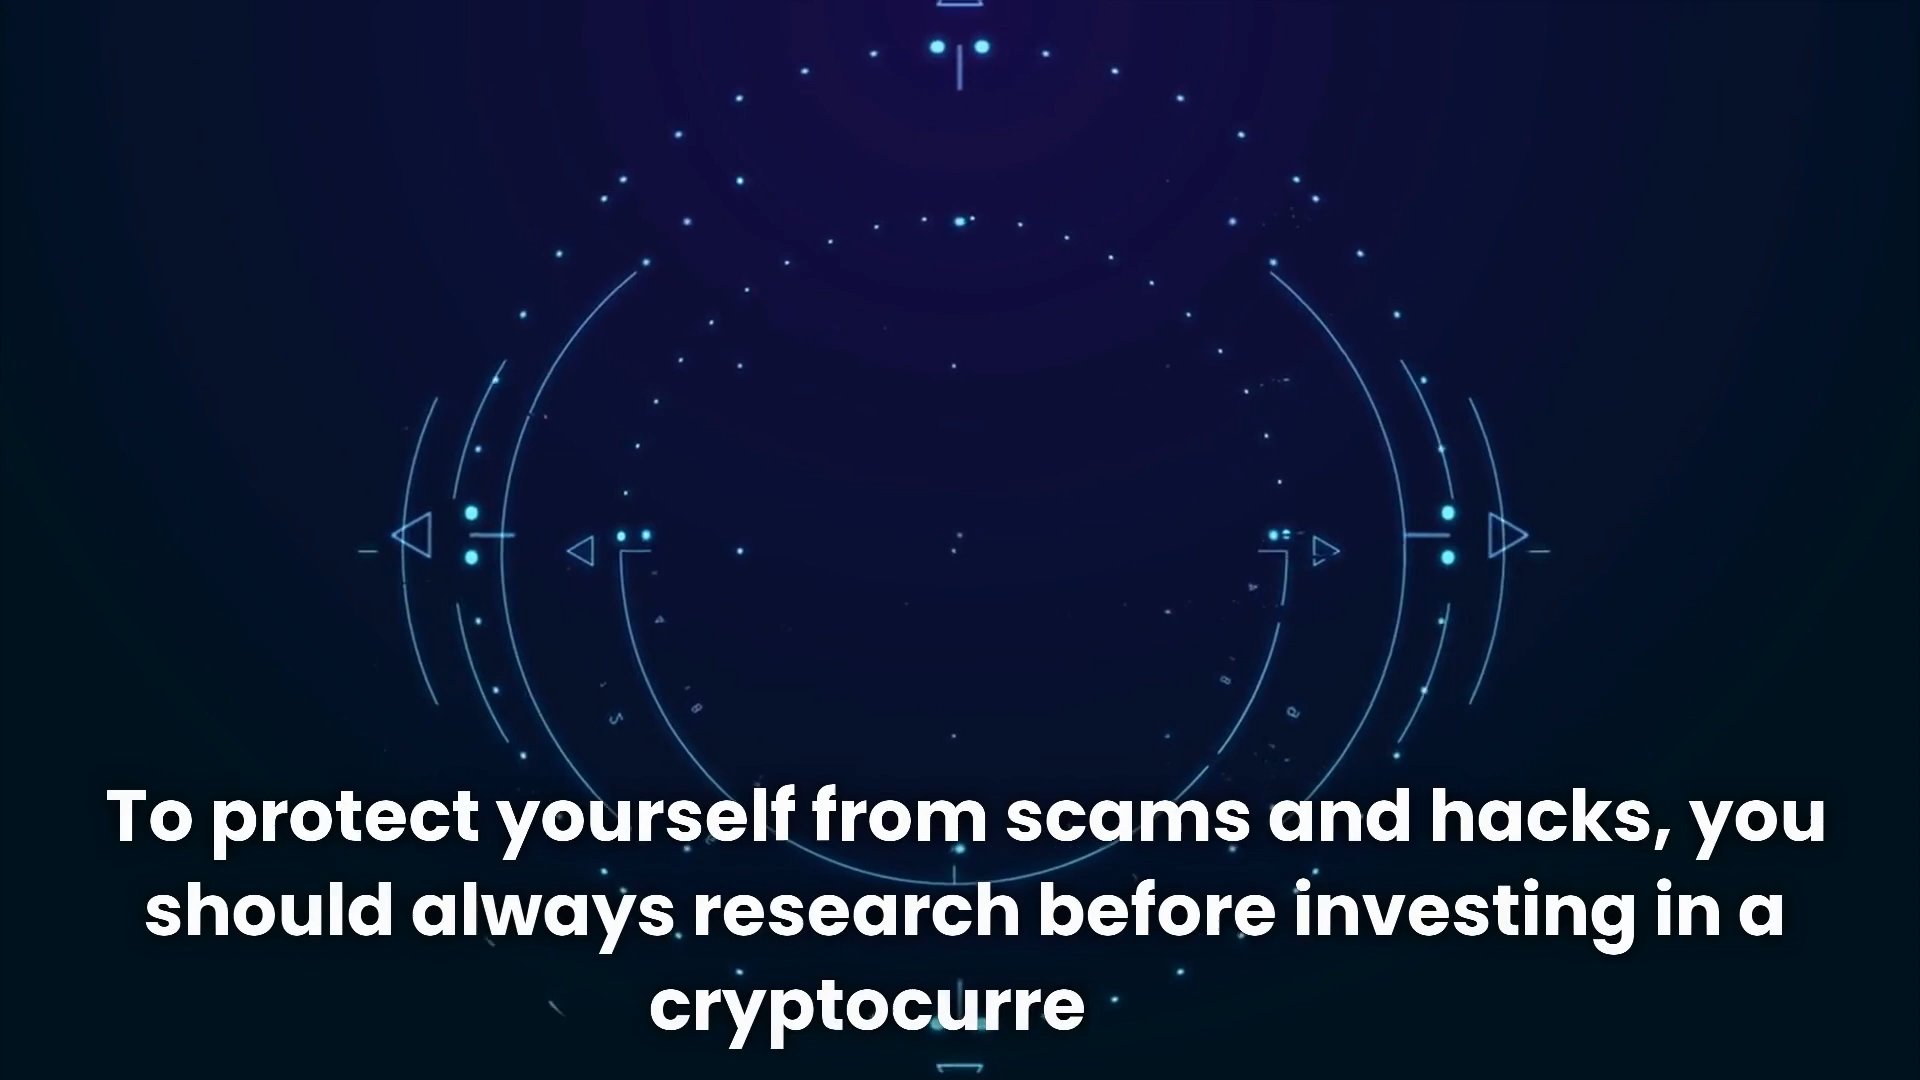 To protect yourself from scams and hacks, you
should always research before investing in a
cryptocurre